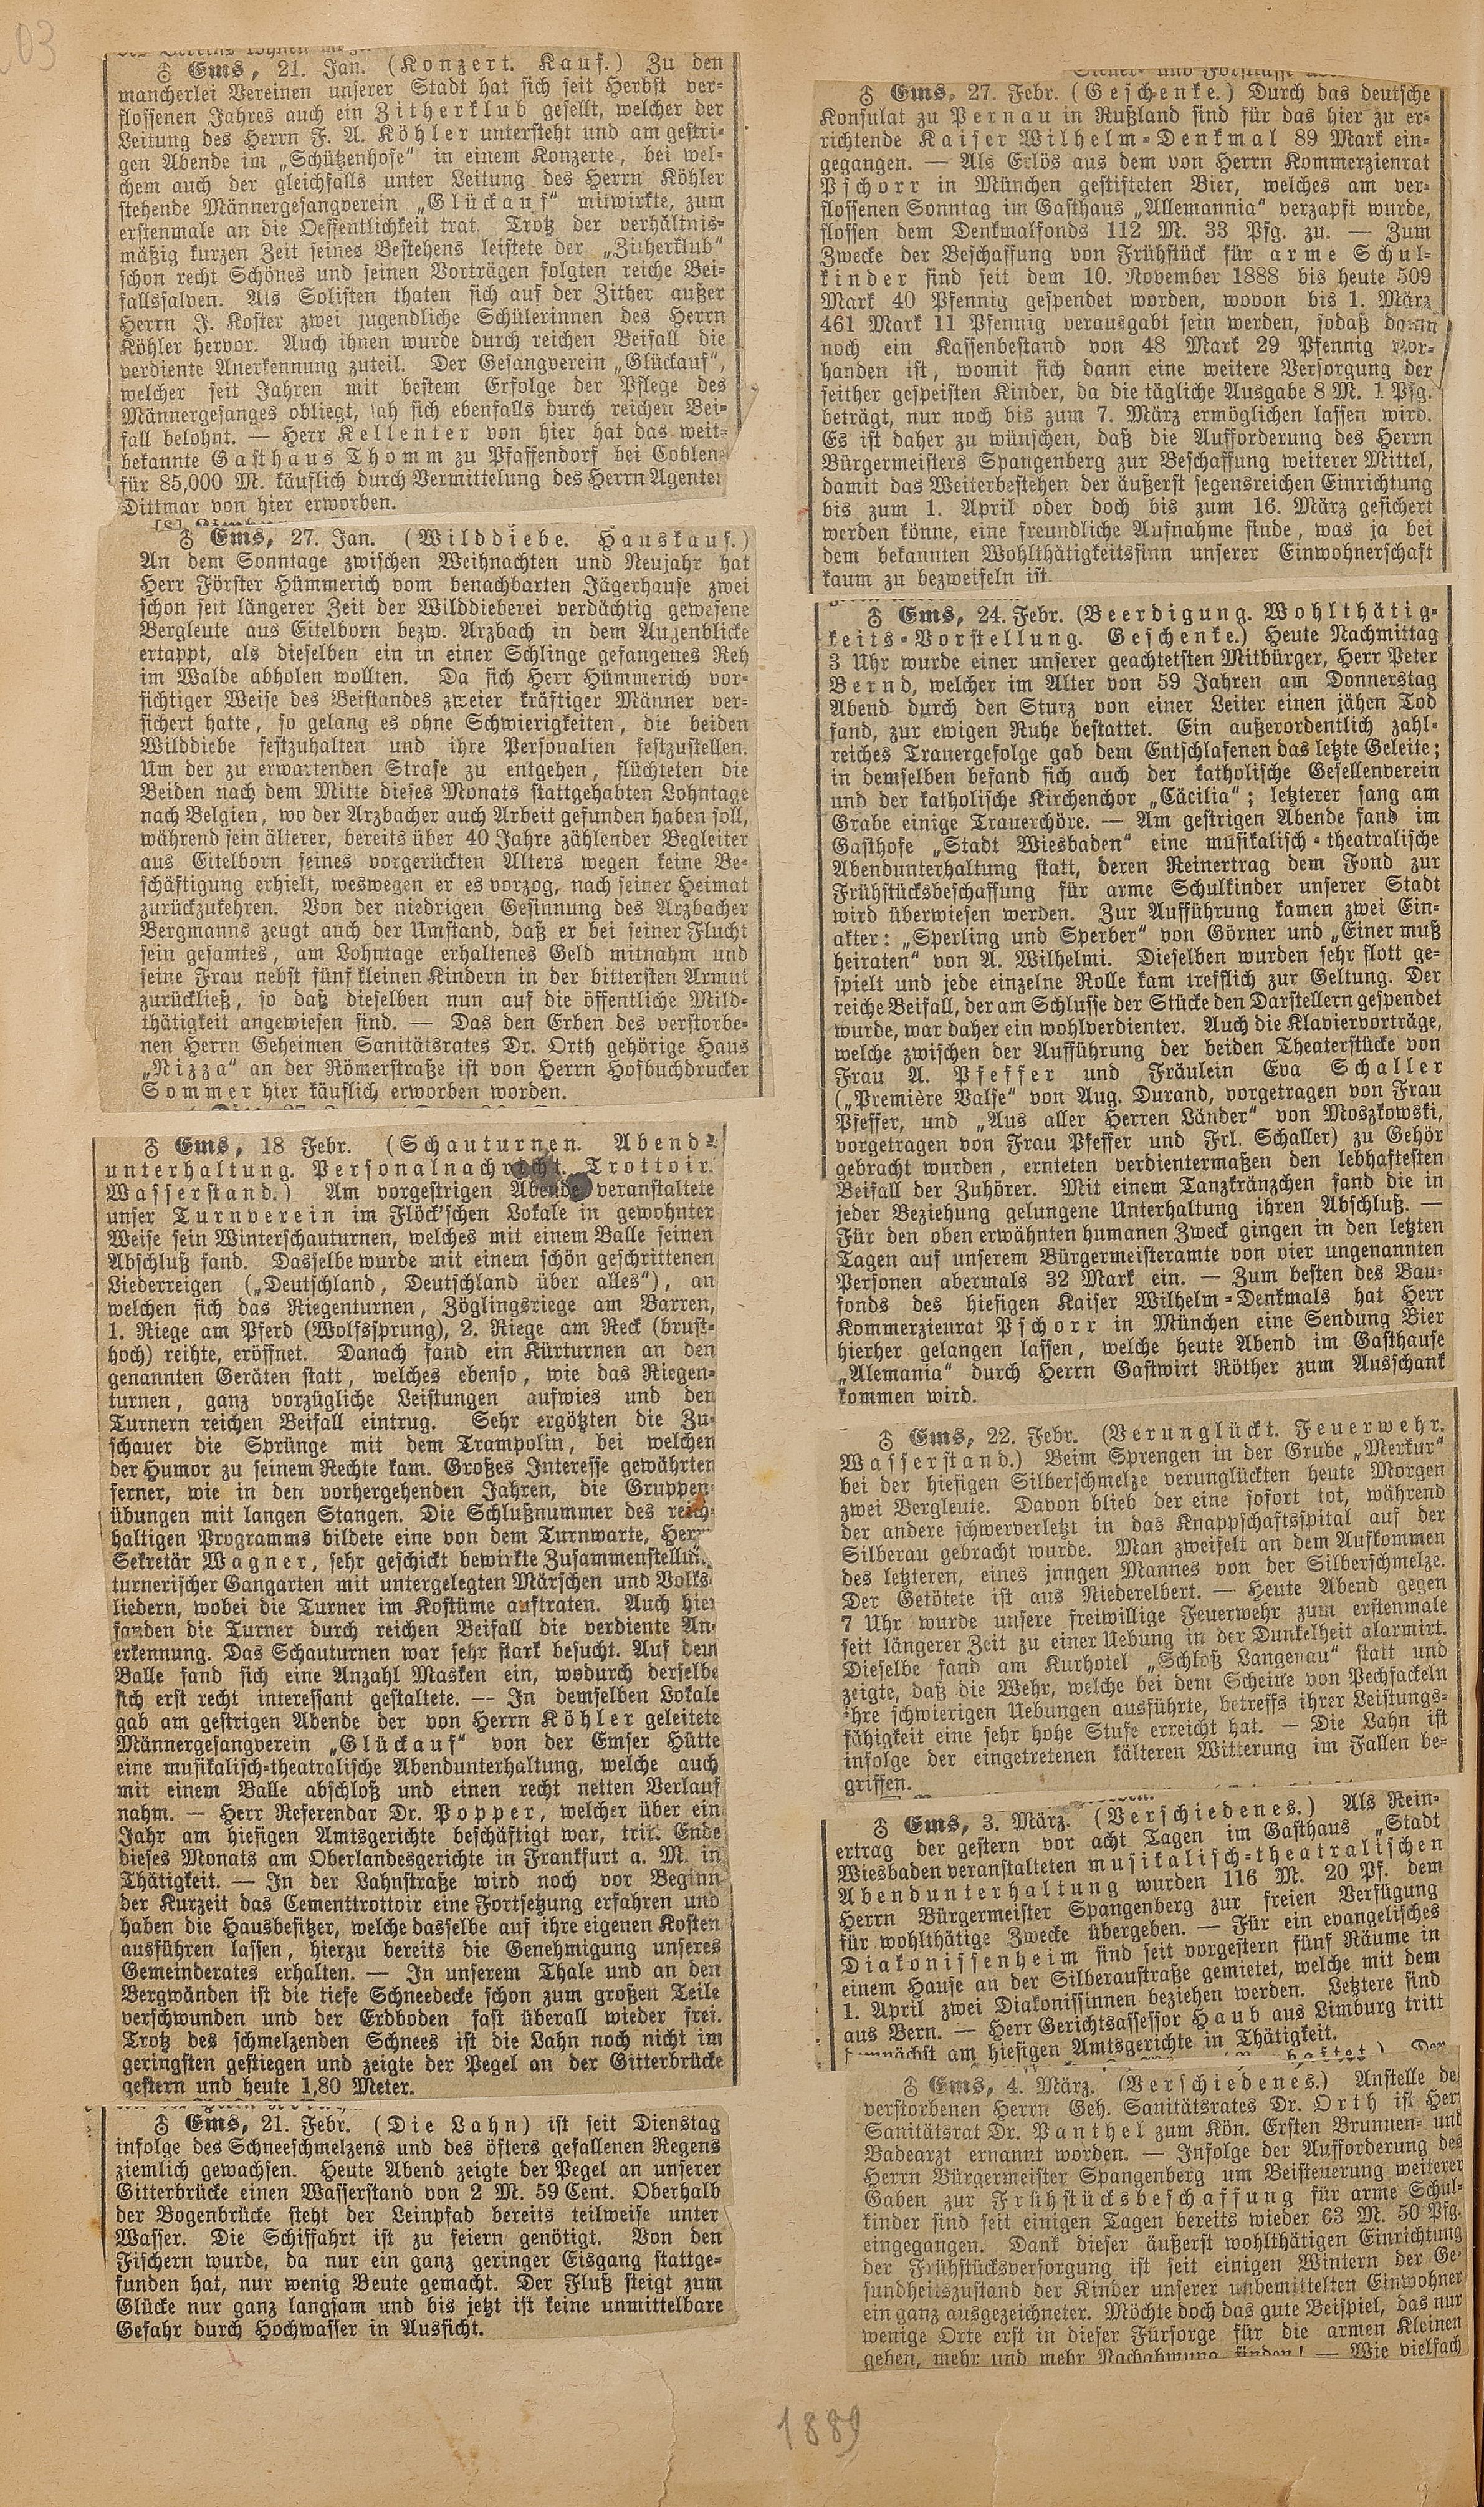 03
♁ Ems, 21. Jan. (Konzert. Kauf.) Zu den
mancherlei Vereinen unserer Stadt hat sich seit Herbst ver-
flossenen Jahres auch ein Zitherklub gesellt, welcher der
Leitung des Herrn F. A. Köhler untersteht und am gestri-
gen Abende im „Schützenhofe“ in einem Konzerte, bei wel-
chem auch der gleichfalls unter Leitung des Herrn Köhler
stehende Männergesangverein „Glückauf“ mitwirkte, zum
erstenmale an die Oeffentlichkeit trat. Trotz der verhältnis-
mäßig kurzen Zeit seines Bestehens leistete der „Zitherklub“
schon recht Schönes und seinen Vorträgen folgten reiche Bei-
fallssalven. Als Solisten thaten sich auf der Zither außer
Herrn J. Koster zwei jugendliche Schülerinnen des Herrn
Köhler hervor. Auch ihnen wurde durch reichen Beifall die
verdiente Anerkennung zuteil. Der Gesangverein „Glückauf“,
welcher seit Jahren mit bestem Erfolge der Pflege des
Männergesanges obliegt, sah sich ebenfalls durch reichen Bei-
fall belohnt. — Herr Kellenter von hier hat das weit-
bekannte Gasthaus Thomm zu Pfaffendorf bei Coblen
für 85,000 M. käuflich durch Vermittelung des Herrn Agenten
Dittmar von hier erworben.
♁ Ems, 27. Jan. (Wilddiebe. Hauskauf.)
An dem Sonntage zwischen Weihnachten und Neujahr hat
Herr Förster Hümmerich vom benachbarten Jägerhause zwei
schon seit längerer Zeit der Wilddieberei verdächtig gewesene
Bergleute aus Eitelborn bezw. Arzbach in dem Augenblicke
ertappt, als dieselben ein in einer Schlinge gefangenes Reh
im Walde abholen wollten. Da sich Herr Hümmerich vor-
sichtiger Weise des Beistandes zweier kräftiger Männer ver-
sichert hatte, so gelang es ohne Schwierigkeiten, die beiden
Wilddiebe festzuhalten und ihre Personalien festzustellen.
Um der zu erwartenden Strafe zu entgehen, flüchteten die
Beiden nach dem Mitte dieses Monats stattgehabten Lohntage
nach Belgien, wo der Arzbacher auch Arbeit gefunden haben soll,
während sein älterer, bereits über 40 Jahre zählender Begleiter
aus Eitelborn seines vorgerückten Alters wegen keine Be-
schäftigung erhielt, weswegen er es vorzog, nach seiner Heimat
zurückzukehren. Von der niedrigen Gesinnung des Arzbacher
Bergmanns zeugt auch der Umstand, daß er bei seiner Flucht
sein gesamtes, am Lohntage erhaltenes Geld mitnahm und
seine Frau nebst fünf kleinen Kindern in der bittersten Armut
zurückließ, so daß dieselben nun auf die öffentliche Mild-
thätigkeit angewiesen sind. — Das den Erben des verstorbe-
nen Herrn Geheimen Sanitätsrates Dr. Orth gehörige Haus
„Nizza“ an der Römerstraße ist von Herrn Hofbuchdrucker
Sommer hier käuflich erworben worden.
♁ Ems, 18 Febr. (Schauturnen. Abend-
unterhaltung. Personalnachricht. Trottoir.
Wasserstand.) Am vorgestrigen Abende veranstaltete
unser Turnverein im Flöck'schen Lokale in gewohnter
Weise sein Winterschauturnen, welches mit einem Balle seinen
Abschluß fand. Dasselbe wurde mit einem schön geschrittenen
Liederreigen („Deutschland, Deutschland über alles“), an
welchen sich das Riegenturnen, Zöglingsriege am Barren,
1. Riege am Pferd (Wolfssprung), 2. Riege am Reck (brust-
hoch) reihte, eröffnet. Danach fand ein Kürturnen an den
genannten Geräten statt, welches ebenso, wie das Riegen-
turnen, ganz vorzügliche Leistungen aufwies und den
Turnern reichen Beifall eintrug. Sehr ergötzten die Zu-
schauer die Sprünge mit dem Trampolin, bei welchen
der Humor zu seinem Rechte kam. Großes Interesse gewährten
ferner, wie in den vorhergehenden Jahren, die Gruppen-
übungen mit langen Stangen. Die Schlußnummer des reich-
haltigen Programms bildete eine von dem Turnwarte, Herrn
Sekretär Wagner, sehr geschickt bewirkte Zusammenstellung
turnerischer Gangarten mit untergelegten Märschen und Volks-
liedern, wobei die Turner im Kostüme auftraten. Auch hier
fanden die Turner durch reichen Beifall die verdiente An-
erkennung. Das Schauturnen war sehr stark besucht. Auf dem
Balle fand sich eine Anzahl Masken ein, wodurch derselbe
sich erst recht interessant gestaltete. — In demselben Lokale
gab am gestrigen Abende der von Herrn Köhler geleitete
Männergesangverein „Glückauf“ von der Emser Hütte
eine musikalisch-theatralische Abendunterhaltung, welche auch
mit einem Balle abschloß und einen recht netten Verlauf
nahm. — Herr Referendar Dr. Popper, welcher über ein
Jahr am hiesigen Amtsgerichte beschäftigt war, tritt Ende
dieses Monats am Oberlandesgerichte in Frankfurt a. M. in
Thätigkeit. — In der Lahnstraße wird noch vor Beginn
der Kurzeit das Cementtrottoir eine Fortsetzung erfahren und
haben die Hausbesitzer, welche dasselbe auf ihre eigenen Kosten
ausführen lassen, hierzu bereits die Genehmigung unseres
Gemeinderates erhalten. — In unserem Thale und an den
Bergwänden ist die tiefe Schneedecke schon zum großen Teile
verschwunden und der Erdboden fast überall wieder frei.
Trotz des schmelzenden Schnees ist die Lahn noch nicht im
geringsten gestiegen und zeigte der Pegel an der Gitterbrücke
gestern und heute 1,80 Meter.
♁ Ems, 21. Febr. (Die Lahn) ist seit Dienstag
infolge des Schneeschmelzens und des öfters gefallenen Regens
ziemlich gewachsen. Heute Abend zeigte der Pegel an unserer
Gitterbrücke einen Wasserstand von 2 M. 59 Cent. Oberhalb
der Bogenbrücke steht der Leinpfad bereits teilweise unter
Wasser. Die Schiffahrt ist zu feiern genötigt. Von den
Fischern wurde, da nur ein ganz geringer Eisgang stattge-
funden hat, nur wenig Beute gemacht. Der Fluß steigt zum
Glücke nur ganz langsam und bis jetzt ist keine unmittelbare
Gefahr durch Hochwasser in Aussicht.
♁ Ems, 27. Febr. (Geschenke.) Durch das deutsche
Konsulat zu Pernau in Rußland sind für das hier zu er-
richtende Kaiser Wilhelm-Denkmal 89 Mark ein-
gegangen. — Als Erlös aus dem von Herrn Kommerzienrat
Pschorr in München gestifteten Bier, welches am ver-
flossenen Sonntag im Gasthaus „Allemannia“ verzapft wurde,
flossen dem Denkmalfonds 112 M. 33 Pfg. zu. — Zum
Zwecke der Beschaffung von Frühstück für arme Schul-
kinder sind seit dem 10. November 1888 bis heute 509
Mark 40 Pfennig gespendet worden, wovon bis 1. März
461 Mark 11 Pfennig verausgabt sein werden, sodaß dann
noch ein Kassenbestand von 48 Mark 29 Pfennig vor-
handen ist, womit sich dann eine weitere Versorgung der
seither gespeisten Kinder, da die tägliche Ausgabe 8 M. 1 Pfg.
beträgt, nur noch bis zum 7. März ermöglichen lassen wird.
Es ist daher zu wünschen, daß die Aufforderung des Herrn
Bürgermeisters Spangenberg zur Beschaffung weiterer Mittel,
damit das Weiterbestehen der äußerst segensreichen Einrichtung
bis zum 1. April oder doch bis zum 16. März gesichert
werden könne, eine freundliche Aufnahme finde, was ja bei
dem bekannten Wohlthätigkeitssinn unserer Einwohnerschaft
kaum zu bezweifeln ist.
♁ Ems, 24. Febr. (Beerdigung. Wohlthätig-
keits-Vorstellung. Geschenke.) Heute Nachmittag
3 Uhr wurde einer unserer geachtetsten Mitbürger, Herr Peter
Bernd, welcher im Alter von 59 Jahren am Donnerstag
Abend durch den Sturz von einer Leiter einen jähen Tod
fand, zur ewigen Ruhe bestattet. Ein außerordentlich zahl-
reiches Trauergefolge gab dem Entschlafenen das letzte Geleite;
in demselben befand sich auch der katholische Gesellenverein
und der katholische Kirchenchor „Cäcilia“; letzterer sang am
Grabe einige Trauerchöre. — Am gestrigen Abende fand im
Gasthofe „Stadt Wiesbaden“ eine musikalisch-theatralische
Abendunterhaltung statt, deren Reinertrag dem Fond zur
Frühstücksbeschaffung für arme Schulkinder unserer Stadt
wird überwiesen werden. Zur Aufführung kamen zwei Ein-
akter: „Sperling und Sperber“ von Görner und „Einer muß
heiraten“ von A. Wilhelmi. Dieselben wurden sehr flott ge-
spielt und jede einzelne Rolle kam trefflich zur Geltung. Der
reiche Beifall, der am Schlusse der Stücke den Darstellern gespendet
wurde, war daher ein wohlverdienter. Auch die Klaviervorträge,
welche zwischen der Aufführung der beiden Theaterstücke von
Frau A. Pfeffer und Fräulein Eva Schaller
(„Première Valse“ von Aug. Durand, vorgetragen von Frau
Pfeffer, und „Aus aller Herren Länder“ von Moszkowski,
vorgetragen von Frau Pfeffer und Frl. Schaller) zu Gehör
gebracht wurden, ernteten verdientermaßen den lebhaftesten
Beifall der Zuhörer. Mit einem Tanzkränzchen fand die in
jeder Beziehung gelungene Unterhaltung ihren Abschluß. —
Für den oben erwähnten humanen Zweck gingen in den letzten
Tagen auf unserem Bürgermeisteramte von vier ungenannten
Personen abermals 32 Mark ein. — Zum besten des Bau-
fonds des hiesigen Kaiser Wilhelm-Denkmals hat Herr
Kommerzienrat Pschorr in München eine Sendung Bier
hierher gelangen lassen, welche heute Abend im Gasthause
„Alemania“ durch Herrn Gastwirt Röther zum Ausschank
kommen wird.
♁ Ems, 22. Febr. (Verunglückt. Feuerwehr.
Wasserstand.) Beim Sprengen in der Grube „Merkur“
bei der hiesigen Silberschmelze verunglückten heute Morgen
zwei Bergleute. Davon blieb der eine sofort tot, während
der andere schwerverletzt in das Knappschaftsspital auf der
Silberau gebracht wurde. Man zweifelt an dem Aufkommen
des letzteren, eines jnngen Mannes von der Silberschmelze.
Der Getötete ist aus Niederelbert. — Heute Abend gegen
7 Uhr wurde unsere freiwillige Feuerwehr zum erstenmale
seit längerer Zeit zu einer Uebung in der Dunkelheit alarmirt.
Dieselbe fand am Kurhotel „Schloß Langenau“ statt und
zeigte, daß die Wehr, welche bei dem Scheine von Pechfackeln
ihre schwierigen Uebungen ausführte, betreffs ihrer Leistungs-
fähigkeit eine sehr hohe Stufe erreicht hat. — Die Lahn ist
infolge der eingetretenen kälteren Witterung im Fallen be-
griffen.
♁ Ems, 3. März. (Verschiedenes.) Als Rein-
ertrag der gestern vor acht Tagen im Gasthaus „Stadt
Wiesbaden veranstalteten musikalisch-theatralischen
Abendunterhaltung wurden 116 M. 20 Pf. dem
Herrn Bürgermeister Spangenberg zur freien Verfügung
für wohlthätige Zwecke übergeben. — Für ein evangelisches
Diakonissenheim sind seit vorgestern fünf Räume in
einem Hause an der Silberaustraße gemietet, welche mit dem
1. April zwei Diakonissinnen beziehen werden. Letztere sind
aus Bern. — Herr Gerichtsassessor Haub aus Limburg tritt
demnächst am hiesigen Amtsgerichte in Thätigkeit.
♁ Ems, 4. März. (Verschiedenes.) Anstelle de
verstorbenen Herrn Geh. Sanitätsrates Dr. Orth ist Herr
Sanitätsrat Dr. Panthel zum Kön. Ersten Brunnen- und
Badearzt ernannt worden. — Infolge der Aufforderung des
Herrn Bürgermeister Spangenberg um Beisteuerung weiterer
Gaben zur Frühstücksbeschaffung für arme Schul-
kinder sind seit einigen Tagen bereits wieder 63 M. 50 Pfg.
eingegangen. Dank dieser äußerst wohlthätigen Einrichtung
der Frühstücksversorgung ist seit einigen Wintern der Ge-
sundheitszustand der Kinder unserer unbemittelten Einwohner
ein ganz ausgezeichneter. Möchte doch das gute Beispiel, das nur
wenige Orte erst in dieser Fürsorge für die armen Kleinen
geben, mehr und mehr Nachahmung finden! — Wie vielfach
1889